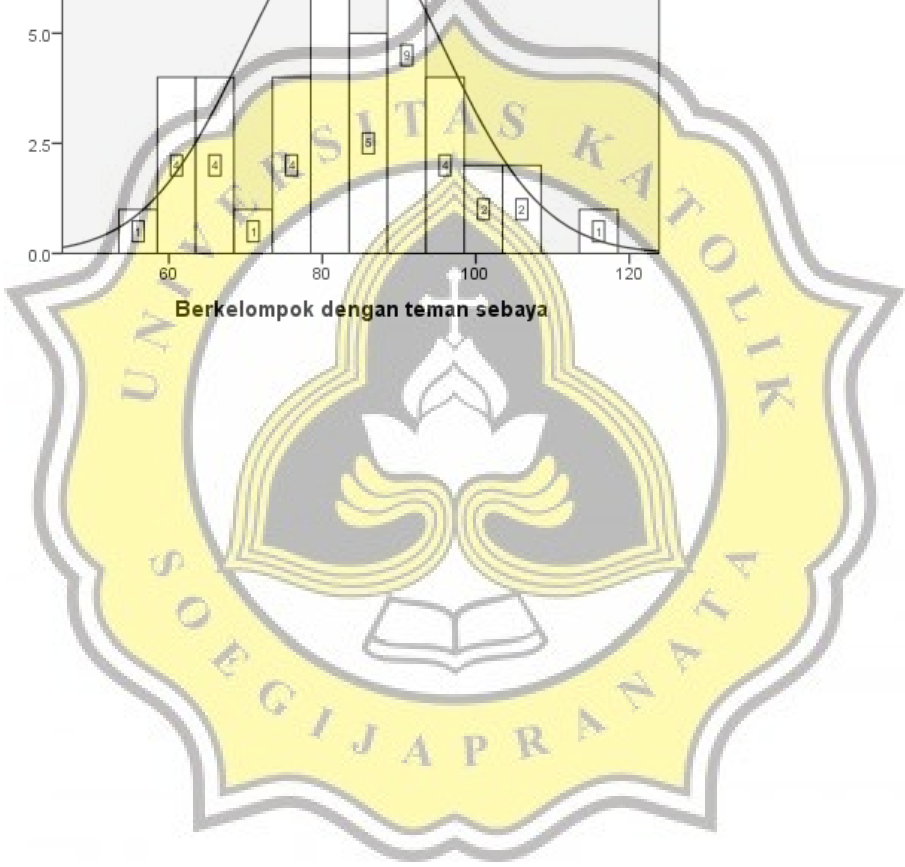 5.0
9
2.5
5
4 4 4 4
2 2
1 1 1
0.0
60 80 100 120
Berkelompok dengan teman sebaya
UNIVERSITAS KATOLIK
SOEGIJAPRANATA